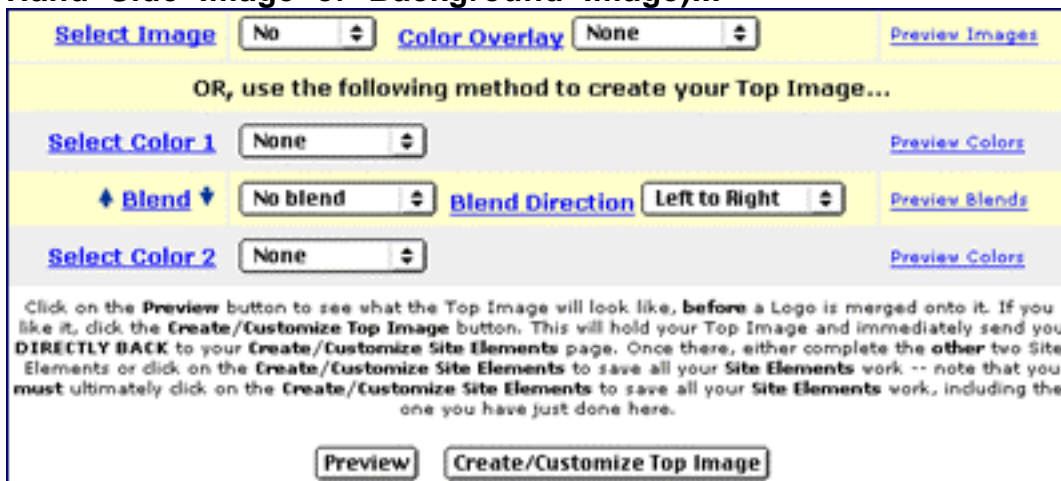 Hand Side Image or Background Image)...
Select Image No Color Overlay None Preview Images
OR, use the following method to create your Top Image...
Select Color 1 None Preview Colors
Blend No blend Blend Direction Left to Right Preview Blends
Select Color 2 None Preview Colors
Click on the Preview button to see what the Top Image will look like, before a Logo is merged onto it. If you
like it, click the Create/Customize Top Image button. This will hold your Top Image and immediately send you
DIRECTLY BACK to your Create/Customize Site Elements page. Once there, either complete the other two Site
Elements or click on the Create/Customize Site Elements to save all your Site Elements work -- note that you
must ultimately click on the Create/Customize Site Elements to save all your Site Elements work, including the
one you have just done here.
Preview Create/Customize Top Image